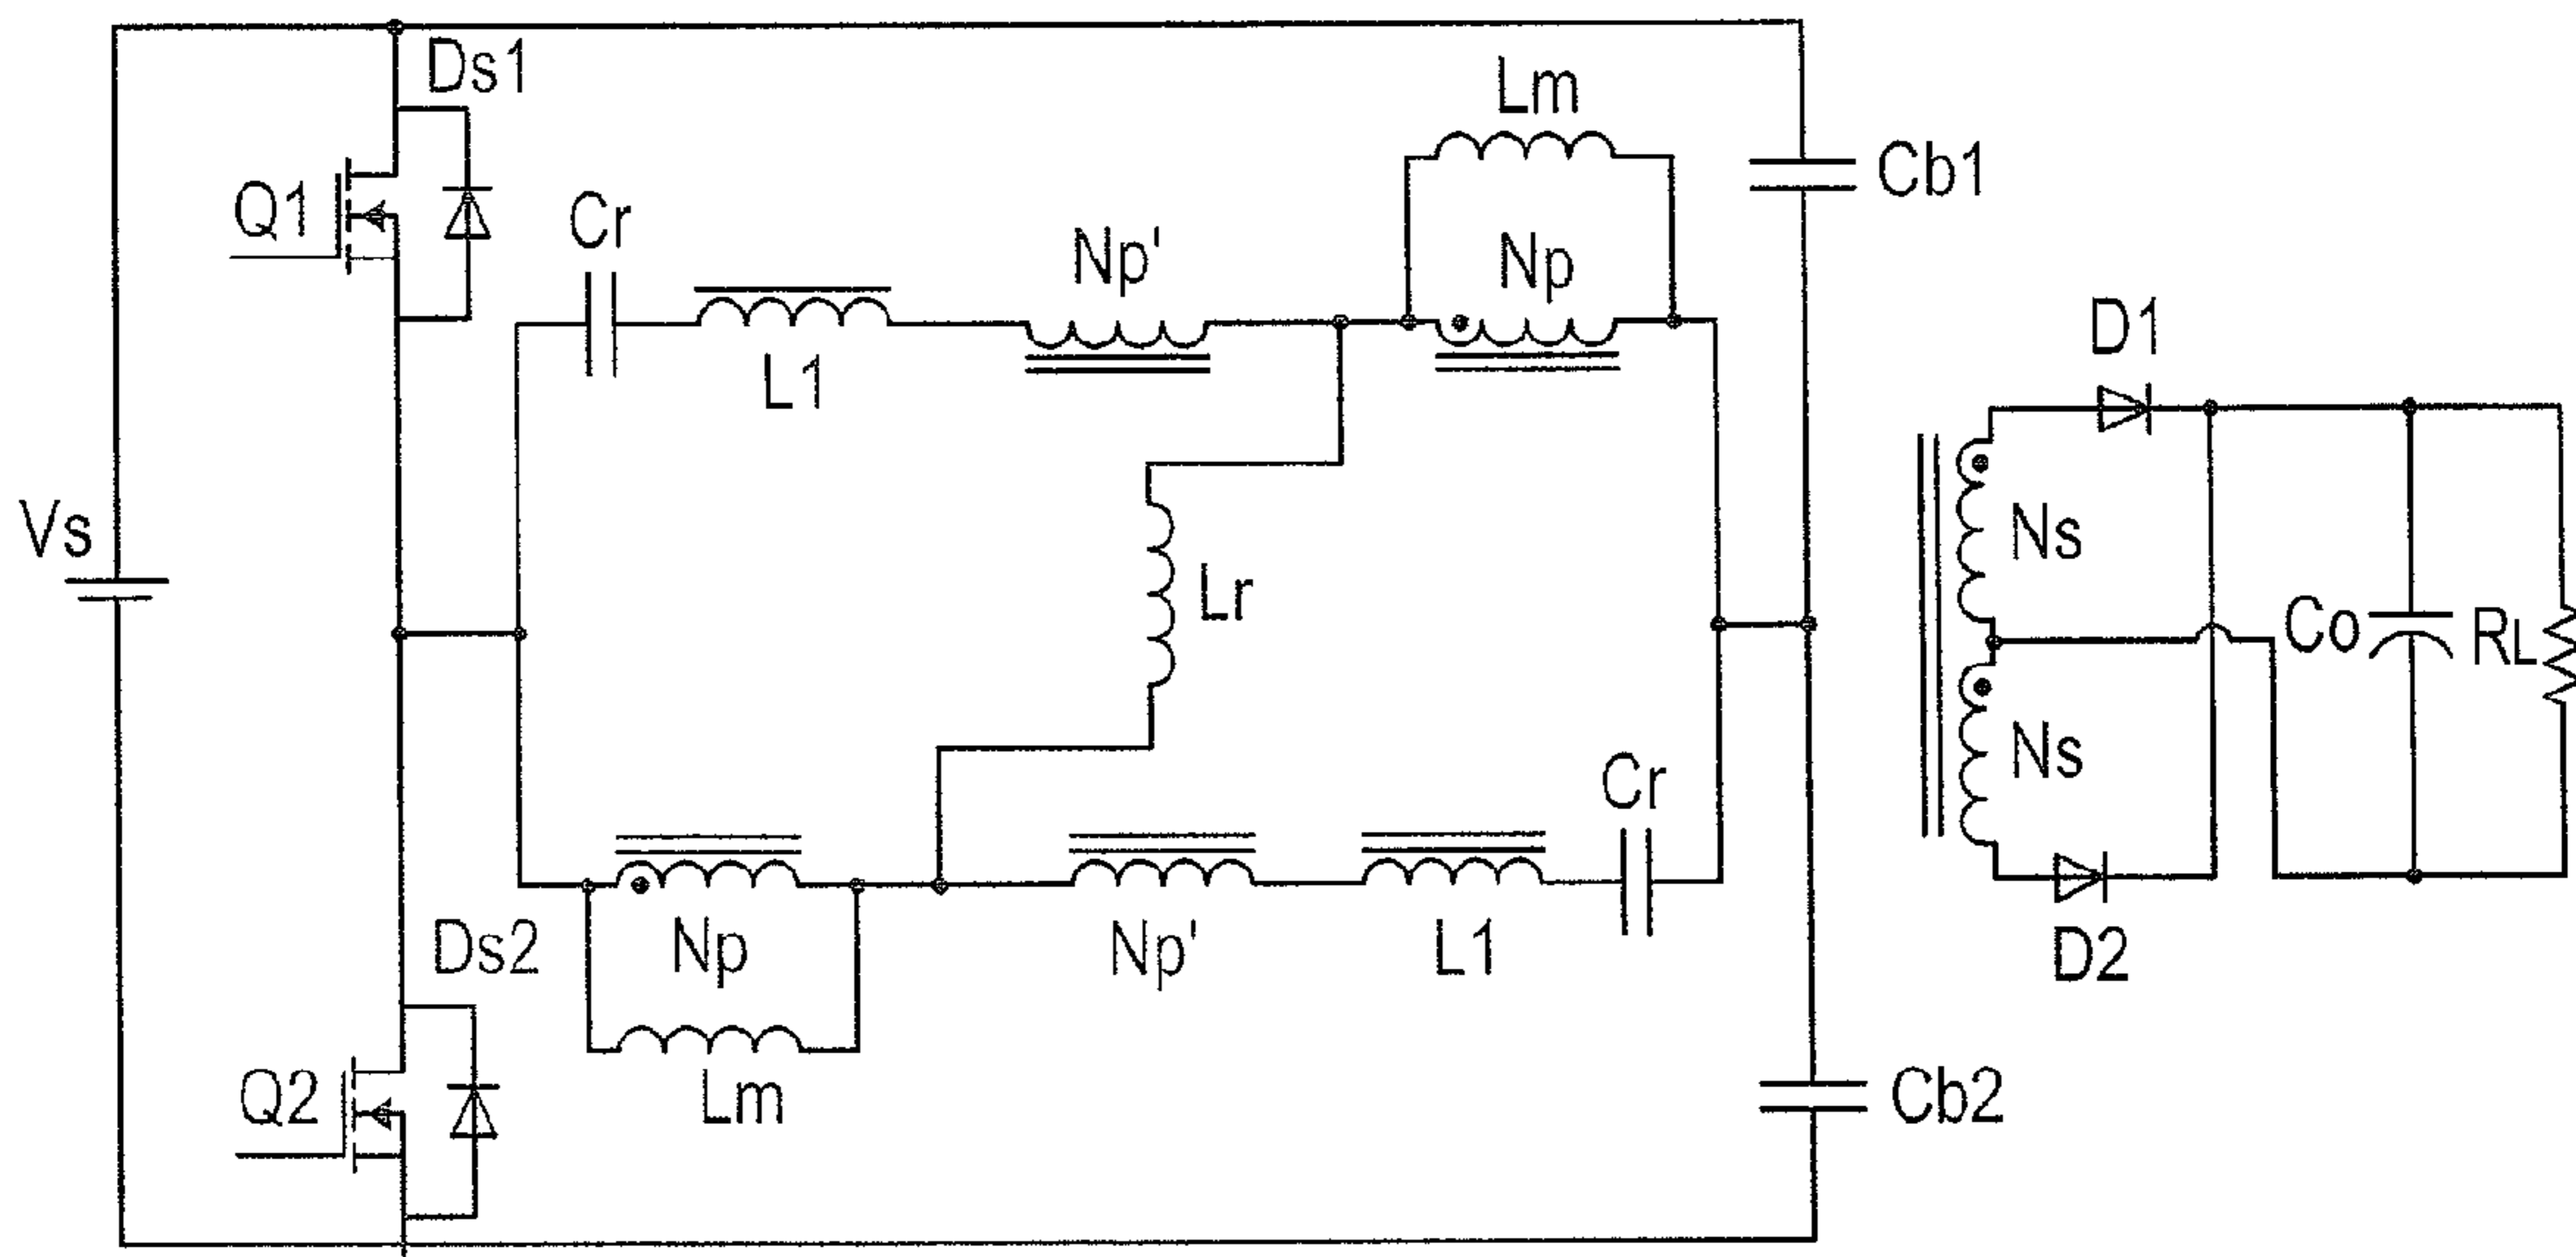 Ds1
Lm
Q1
Cr
Np'
Np
Cb1
L1
D1
Vs
Lr
Ns
Co
RL
Ns
Cr
Ds2
Np
Np'
L1
D2
Q2
Lm
Cb2